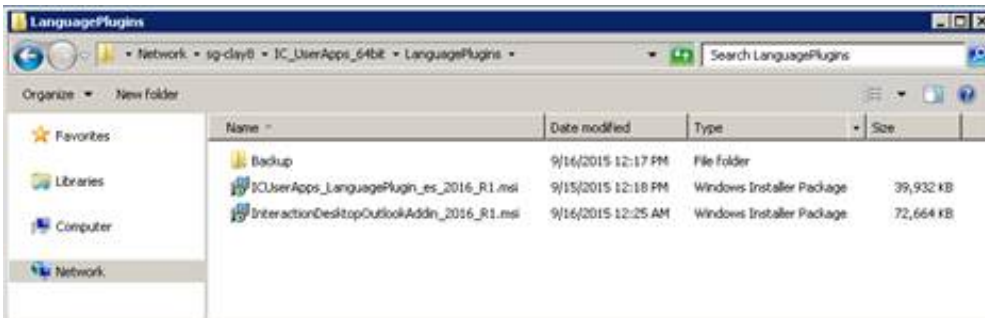 LanguagePlugins
Network sg-clay8 IC_UserApps_64bit LanguagePlugins
Search LanguagePlugins
Organize New folder
Name Date modified Type Size
Favorites
Backup 9/16/2015 12:17 PM File folder
Libraries
ICUserApps_LanguagePlugin_es_2016_R1.msi 9/15/2015 12:18 PM Windows Installer Package 39,932 KB
InteractionDesktopOutlookAddin_2016_R1.msi 9/16/2015 12:25 AM Windows Installer Package 72,664 KB
Computer
Network